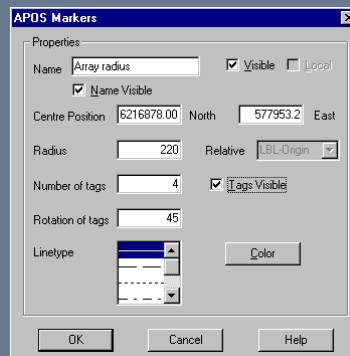 APOS Markers
Properties
Name Array radius Visible Local
Name Visible
Centre Position 6216878.00 North 577953.2 East
Radius 220 Relative LBL-Origin
Number of tags 4 Tags Visible
Rotation of tags 45
Linetype Color
OK Cancel Help